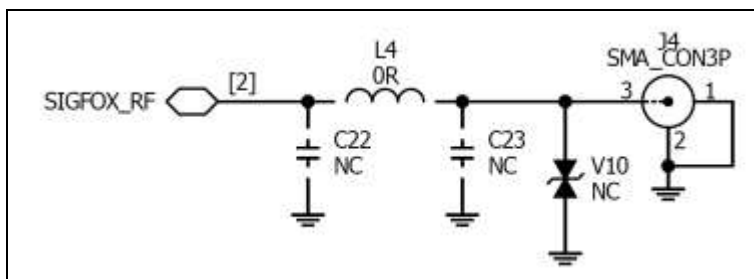 J4
SMA_CON3P
L4
0R
SIGFOX_RF
[2]
3
1
2
C22
NC
C23
NC
V10
NC